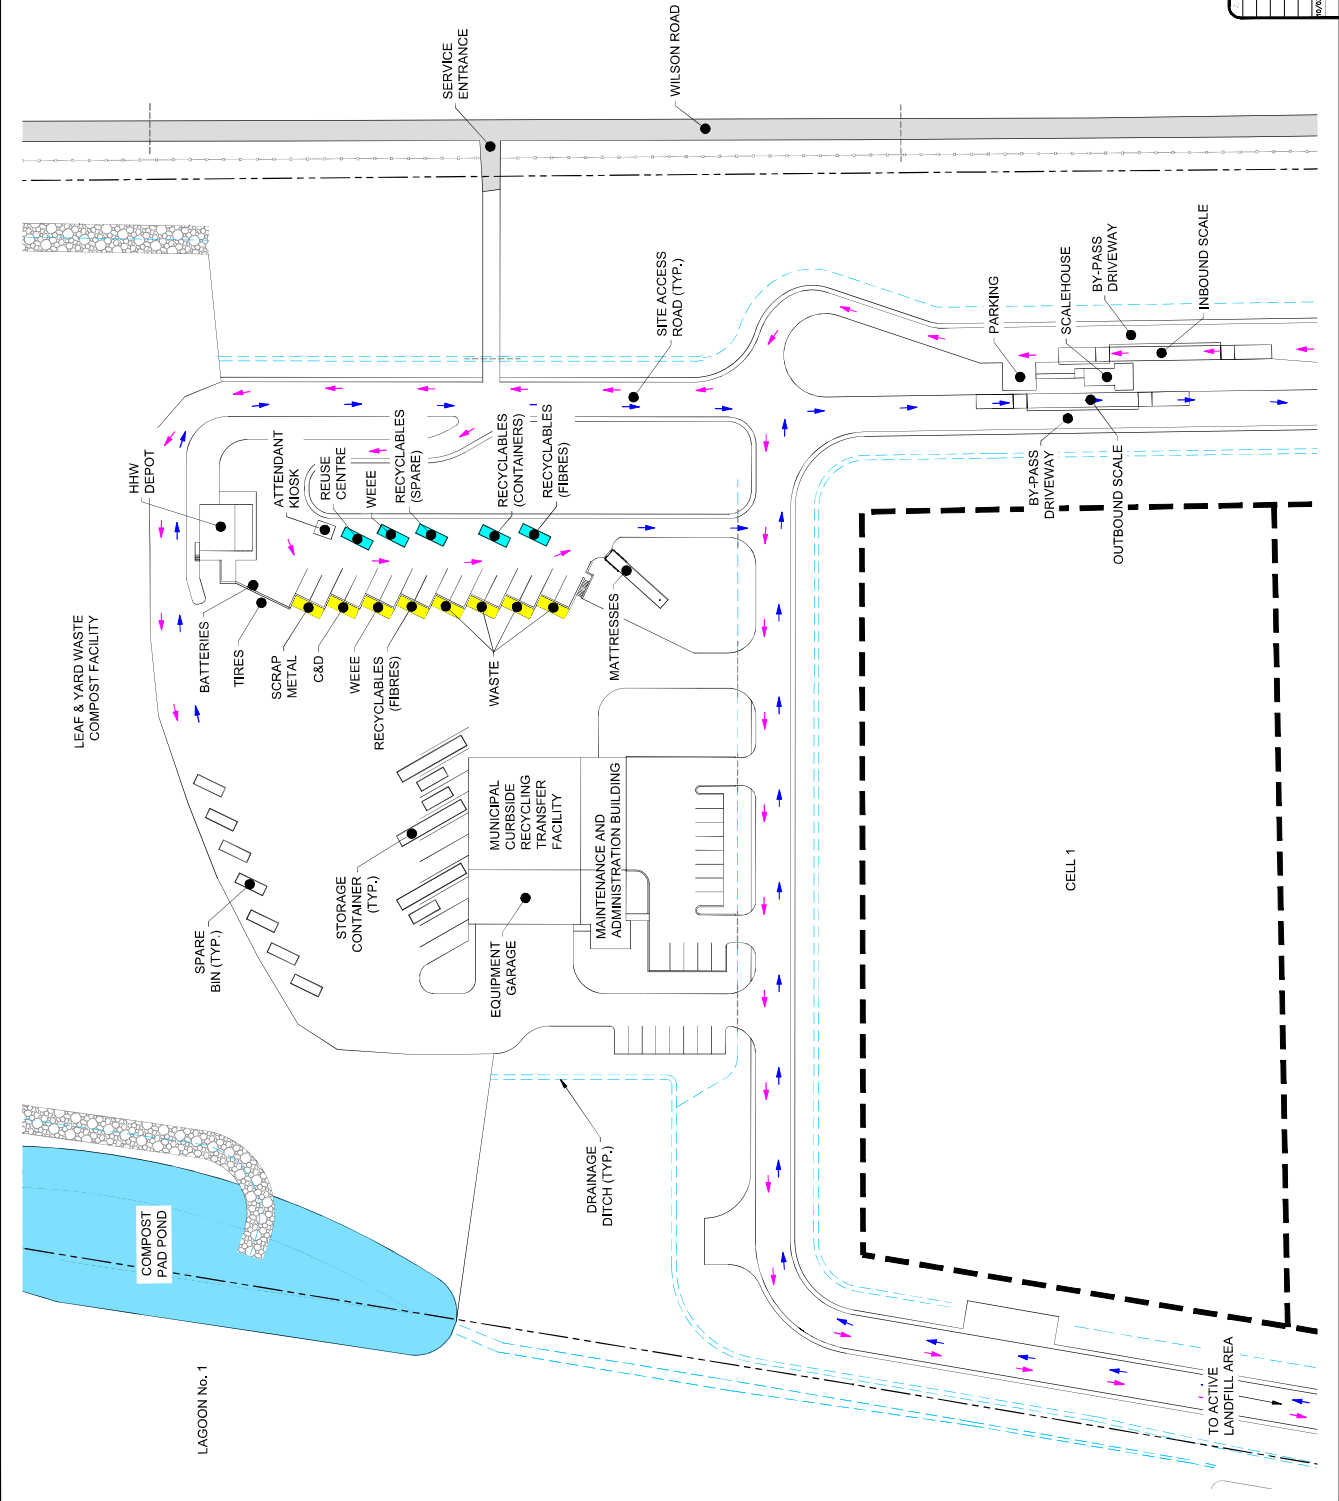 WILSON ROAD
SERVICE
ENTRANCE
SITE ACCESS
ROAD (TYP.)
PARKING
SCALEHOUSE
BY-PASS
DRIVEWAY
INBOUND SCALE
BY-PASS
DRIVEWAY
OUTBOUND SCALE
HHW
DEPOT
ATTENDANT
KIOSK
REUSE
CENTRE
WEEE
RECYCLABLES
(SPARE)
RECYCLABLES
(CONTAINERS)
RECYCLABLES
(FIBRES)
LEAF & YARD WASTE
COMPOST FACILITY
BATTERIES
TIRES
SCRAP
METAL
C&D
WEEE
RECYCLABLES
(FIBRES)
WASTE
MATTRESSES
SPARE
BIN (TYP.)
STORAGE
CONTAINER
(TYP.)
MUNICIPAL
CURBSIDE
RECYCLING
TRANSFER
FACILITY
MAINTENANCE AND
ADMINISTRATION BUILDING
EQUIPMENT
GARAGE
CELL 1
DRAINAGE
DITCH (TYP.)
COMPOST
PAD POND
LAGOON No. 1
TO ACTIVE
LANDFILL AREA